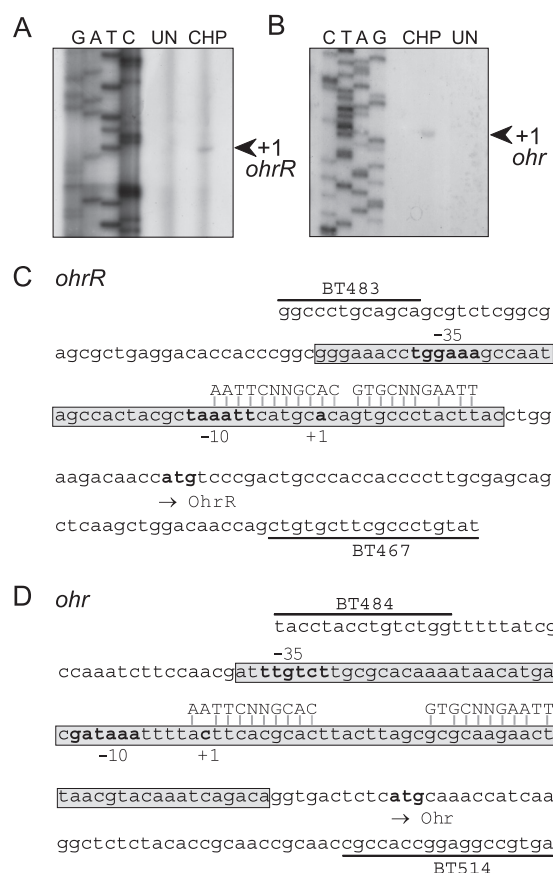 A
B
G A T C UN CHP
C T A G CHP UN
+1
ohrR
+1
ohr
C ohrR
BT483
ggccctgcagcagcgtctcggcg
-35
agcgctgaggacaccacccggcgggaaacctggaaagccaat
AATTCNNGCAC GTGCNNGAATT
agccactacgctaaattcatgcacagtgccctacttacctgg
-10 +1
aagacaaccatgtcccgactgcccaccacccccttgcgagcag
→ OhrR
ctcaagctggacaaccagctgtgcttcgccctgtat
BT467
D ohr
BT484
tacctacctgtctggtttttatcg
-35
ccaaatcttccaacgatttgtcttgcgcacaaaataacatga
AATTCNNGCAC GTGCNNGAATT
cgataaattttacttcacgcacttacttagcgcgcaagaact
-10 +1
taacgtacaaatcagacaggtgactctcatgcaaaccatcaa
→ Ohr
ggctctctacaccgcaaccgcaaccgccaccggaggccgtga
BT514